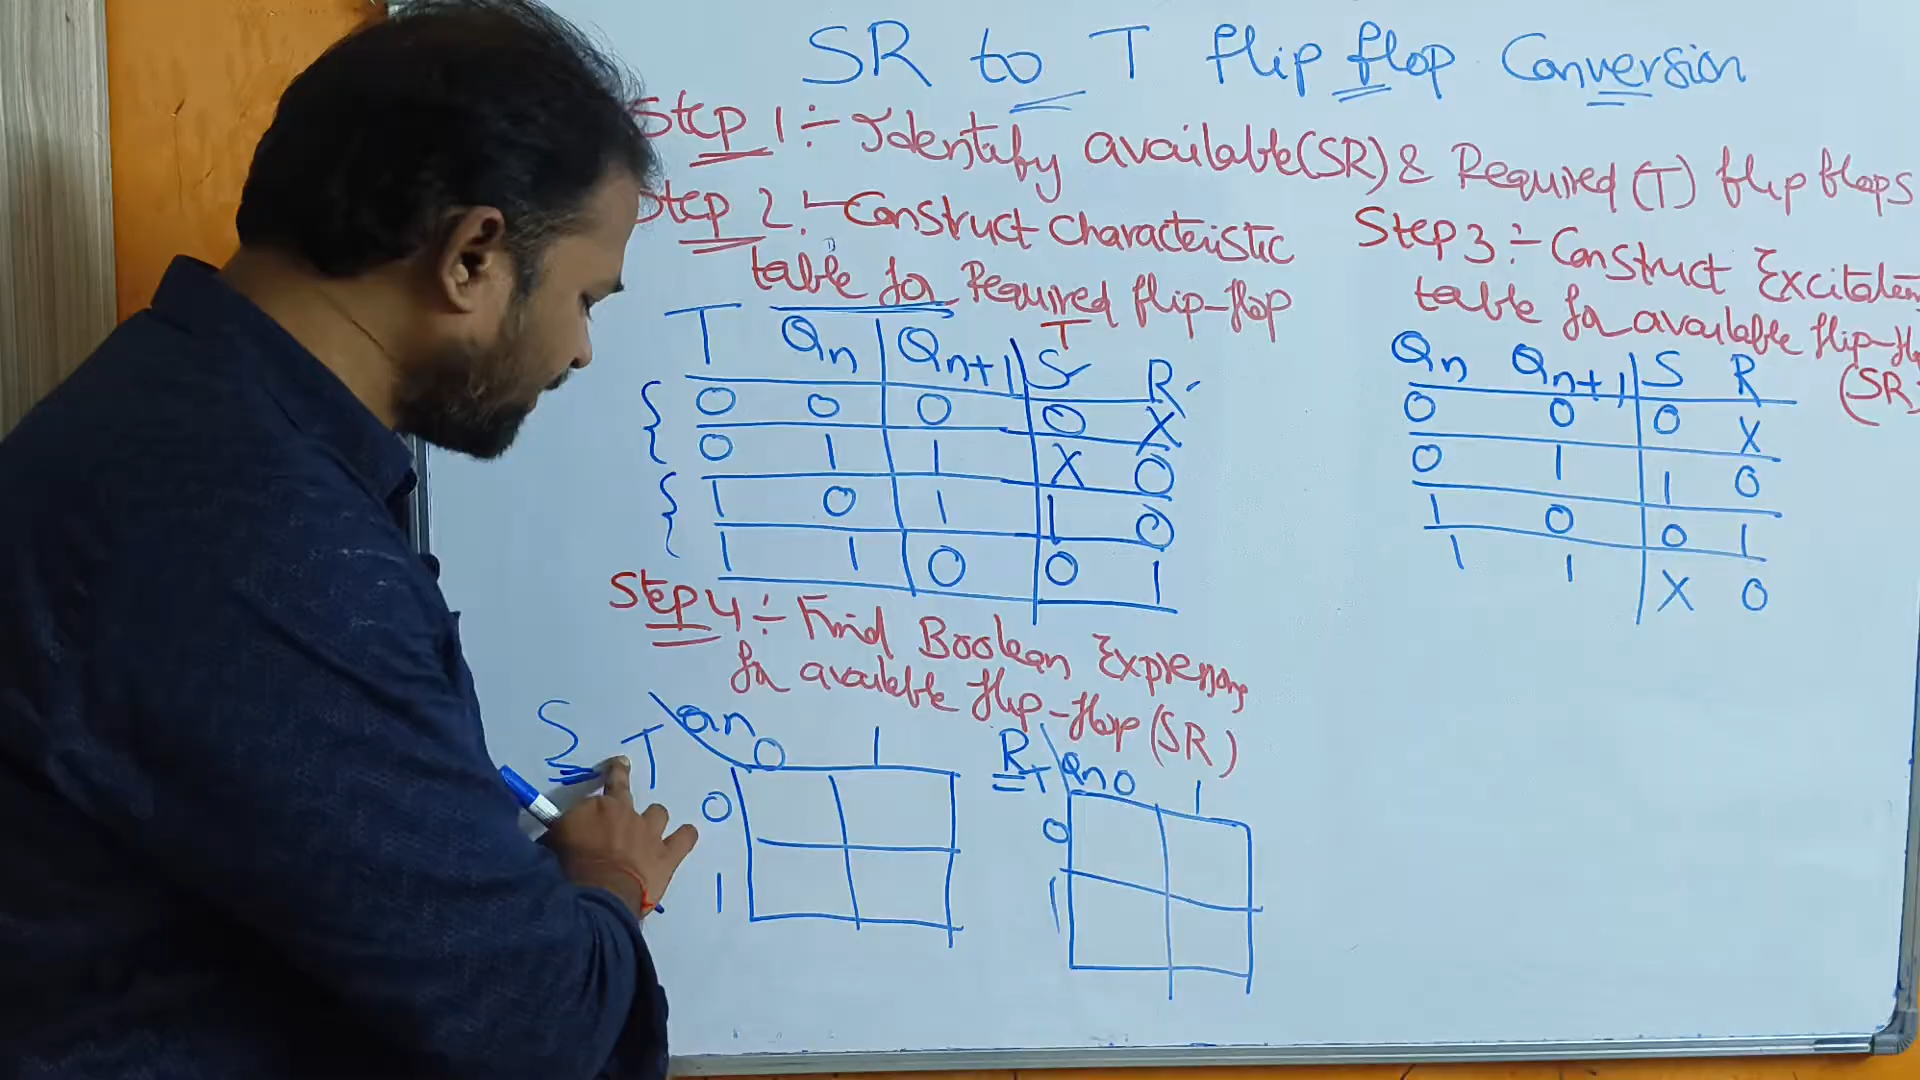 SR to T flip flop Conversion
Step 1 :- Identify available(SR) & Required (T) flip flops
Step 2 :- Construct characteristic
table for Required flip-flop
T
T Qn Qn+1 S R
0 0 0 0 X
0 1 1 X 0
1 0 1 1 0
1 1 0 0 1
Step 3 :- Construct
table for available
(SR)
Qn Qn+1 S R
0 0 0 X
0 1 1 0
1 0 0 1
1 1 X 0
Step 4 :- Find Boolean
for available flip-flop (SR)
S T Qn 0 1
0
1
R T Qn 0 1
0
1